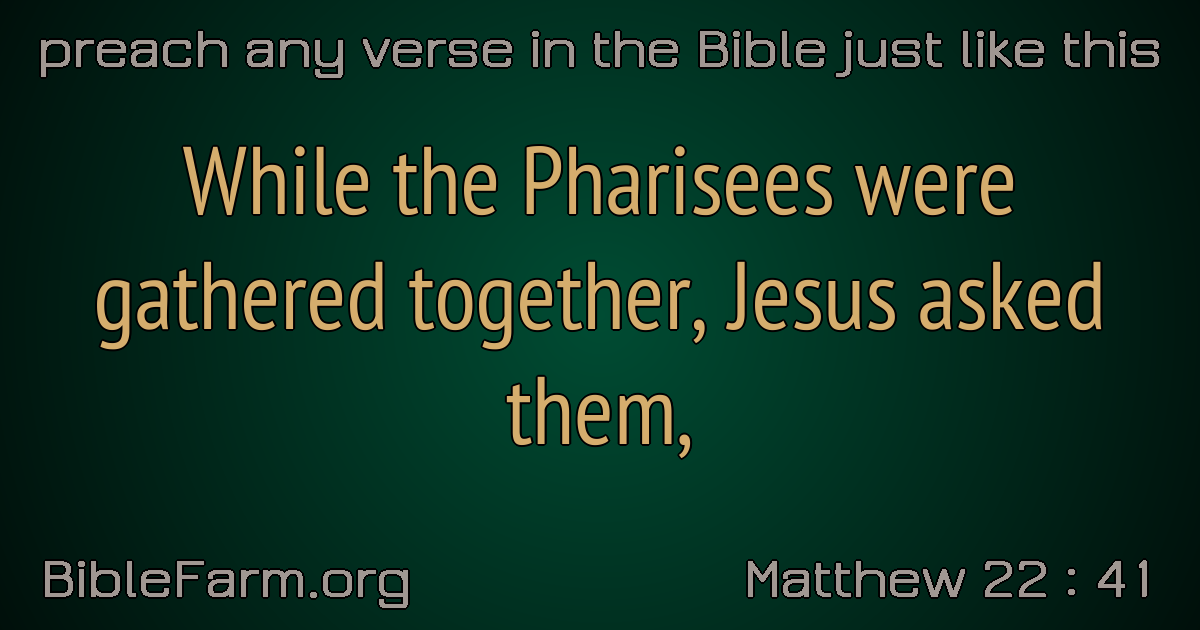 preach any verse in the Bible just like this
While the Pharisees were
gathered together, Jesus asked
them,
BibleFarm.org
Matthew 22 : 41